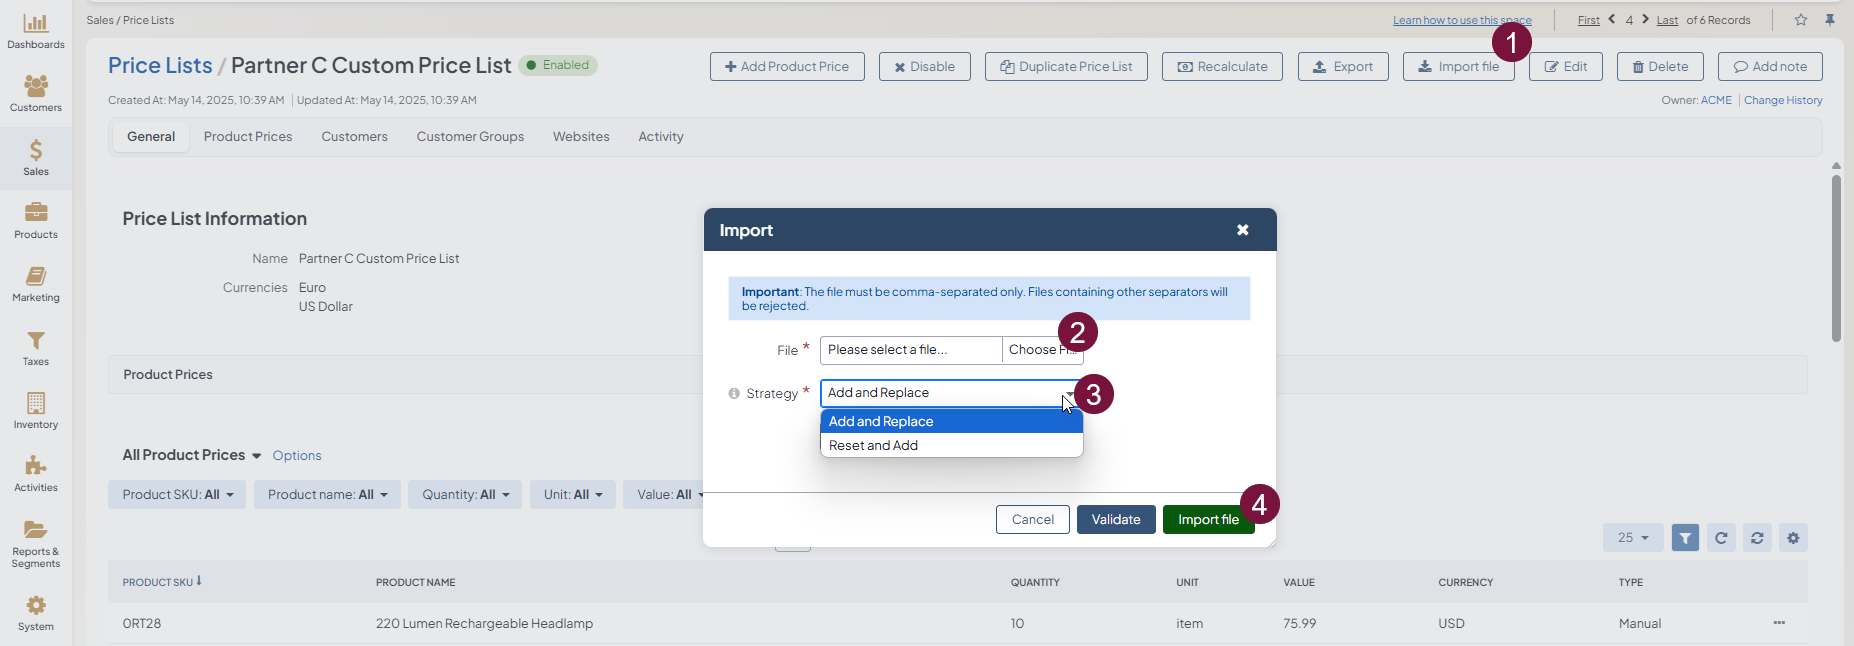 Dashboards
Customers
Sales
Products
Marketing
Taxes
Inventory
Activities
Reports &
Segments
System
Sales / Price Lists
Learn how to use this space
First 4 Last of 6 Records
Price Lists / Partner C Custom Price List Enabled
Add Product Price Disable Duplicate Price List Recalculate Export Import file Edit Delete Add note
1
Created At: May 14, 2025, 10:39 AM | Updated At: May 14, 2025, 10:39 AM
Owner: ACME | Change History
General Product Prices Customers Customer Groups Websites Activity
Price List Information
Name Partner C Custom Price List
Currencies Euro
US Dollar
Product Prices
All Product Prices Options
Product SKU: All Product name: All Quantity: All Unit: All Value: All
Import
Important: The file must be comma-separated only. Files containing other separators will
be rejected.
File * Please select a file... Choose F...
2
Strategy * Add and Replace
3
Add and Replace
Reset and Add
Cancel Validate Import file
4
25
PRODUCT SKU PRODUCT NAME QUANTITY UNIT VALUE CURRENCY TYPE
0RT28 220 Lumen Rechargeable Headlamp 10 item 75.99 USD Manual